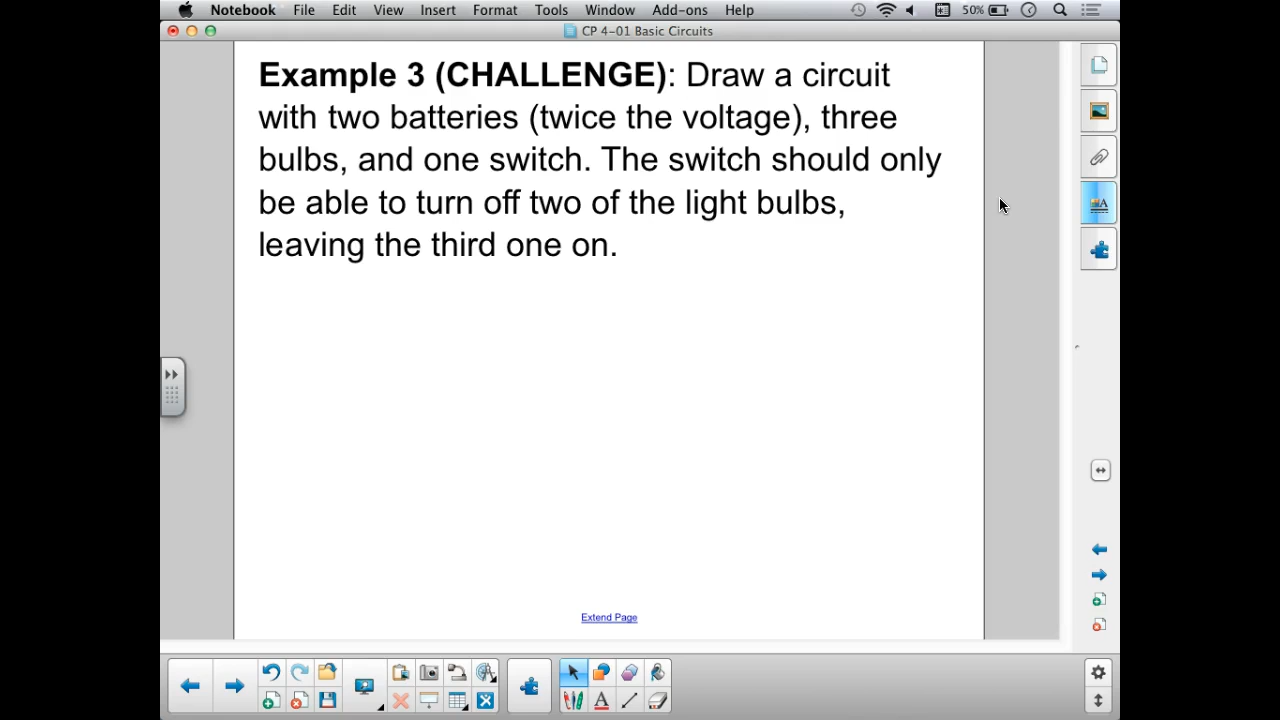 Notebook File Edit View Insert Format Tools Window Add-ons Help 50%
CP 4-01 Basic Circuits
Example 3 (CHALLENGE): Draw a circuit
with two batteries (twice the voltage), three
bulbs, and one switch. The switch should only
be able to turn off two of the light bulbs,
leaving the third one on.
Extend Page